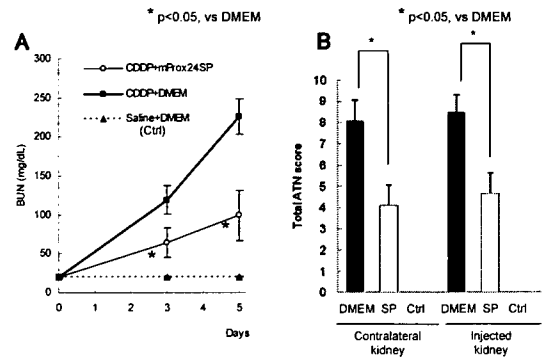 * p<0.05, vs DMEM
* p<0.05, vs DMEM
A
CDDP+mProx24SP
CDDP+DMEM
Saline+DMEM
(Ctrl)
BUN (mg/dL)
300
250
200
150
100
50
0
*
*
0 1 2 3 4 5
Days
B
*
*
Total ATN score
10
9
8
7
6
5
4
3
2
1
0
DMEM SP Ctrl DMEM SP Ctrl
Contralateral
kidney
Injected
kidney